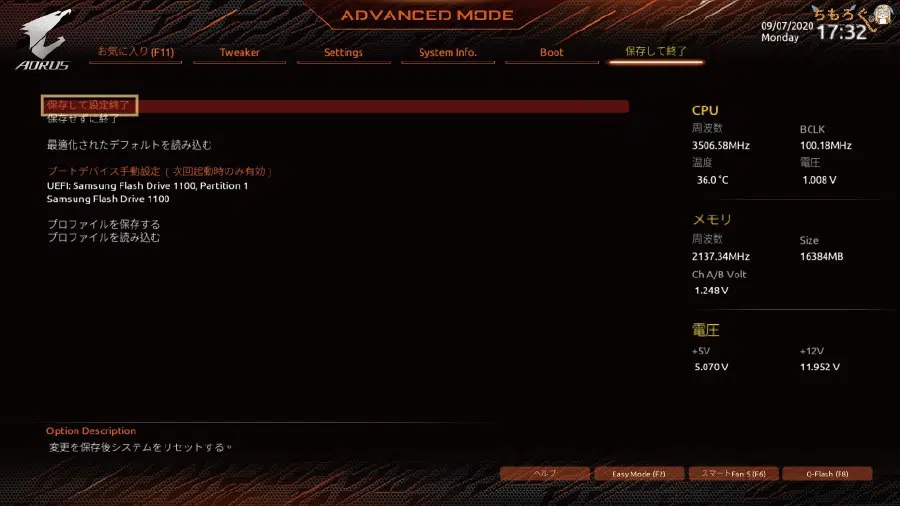 ADVANCED MODE
ちもろぐ
AORUS
09/07/2020
Monday
17:32
お気に入り (F11)
Tweaker
Settings
System Info.
Boot
保存して終了
保存して設定終了
保存せずに終了
最適化されたデフォルトを読み込む
ブートデバイス手動設定 ( 次回起動時のみ有効)
UEFI: Samsung Flash Drive 1100, Partition 1
Samsung Flash Drive 1100
プロファイルを保存する
プロファイルを読み込む
CPU
周波数 BCLK
3506.58MHz 100.18MHz
温度 電圧
36.0 °C 1.008 V
メモリ
周波数 Size
2137.34MHz 16384MB
Ch A/B Volt
1.248 V
電圧
+5V +12V
5.070 V 11.952 V
Option Description
変更を保存後システムをリセットする。
ヘルプ
Easy Mode (F2)
スマート Fan 5 (F6)
Q-Flash (F8)